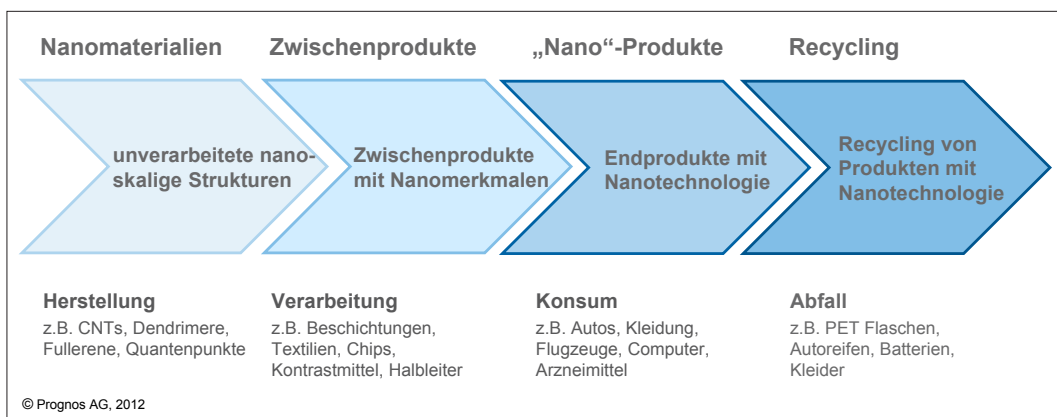 Nanomaterialien
Zwischenprodukte
„Nano“-Produkte
Recycling
unverarbeitete nano-
skalige Strukturen
Zwischenprodukte
mit Nanomerkmalen
Endprodukte mit
Nanotechnologie
Recycling von
Produkten mit
Nanotechnologie
Herstellung
z.B. CNTs, Dendrimere,
Fullerene, Quantenpunkte
Verarbeitung
z.B. Beschichtungen,
Textilien, Chips,
Kontrastmittel, Halbleiter
Konsum
z.B. Autos, Kleidung,
Flugzeuge, Computer,
Arzneimittel
Abfall
z.B. PET Flaschen,
Autoreifen, Batterien,
Kleider
© Prognos AG, 2012